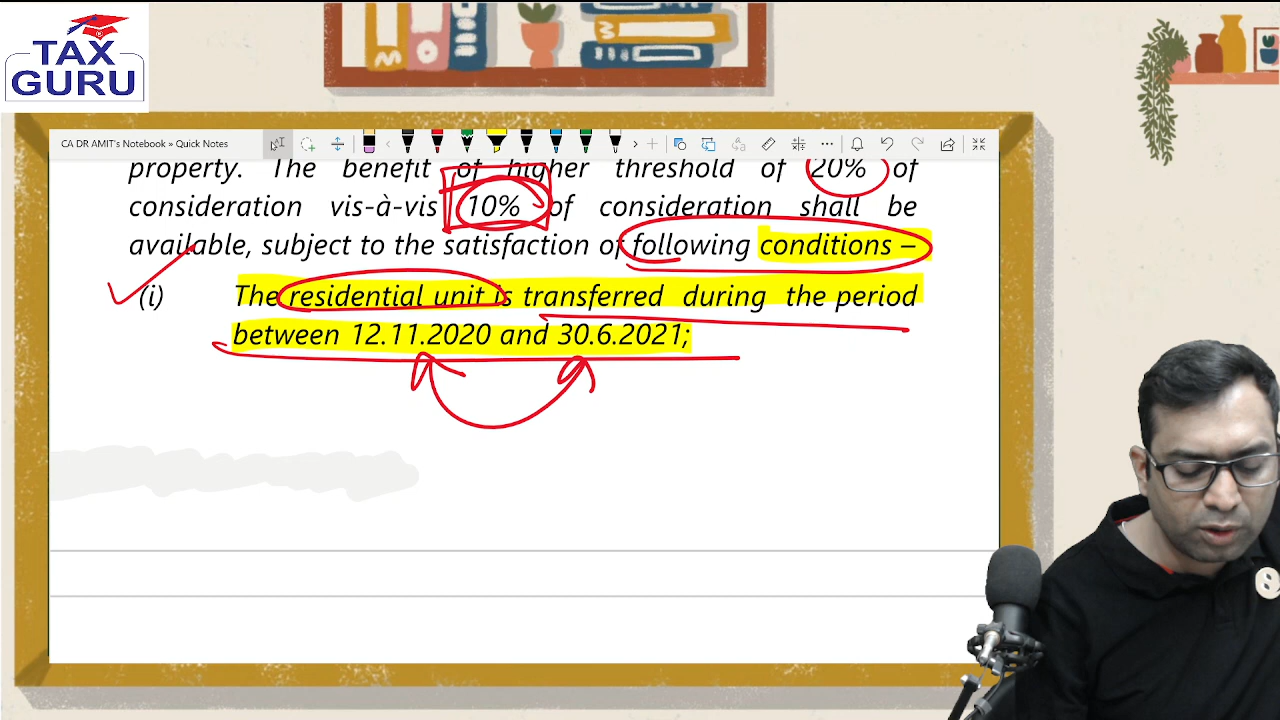 TAX
GURU
CA DR AMIT's Notebook » Quick Notes
property. The benefit of higher threshold of 20% of
consideration vis-à-vis 10% of consideration shall be
available, subject to the satisfaction of following conditions –
(i) The residential unit is transferred during the period
between 12.11.2020 and 30.6.2021;